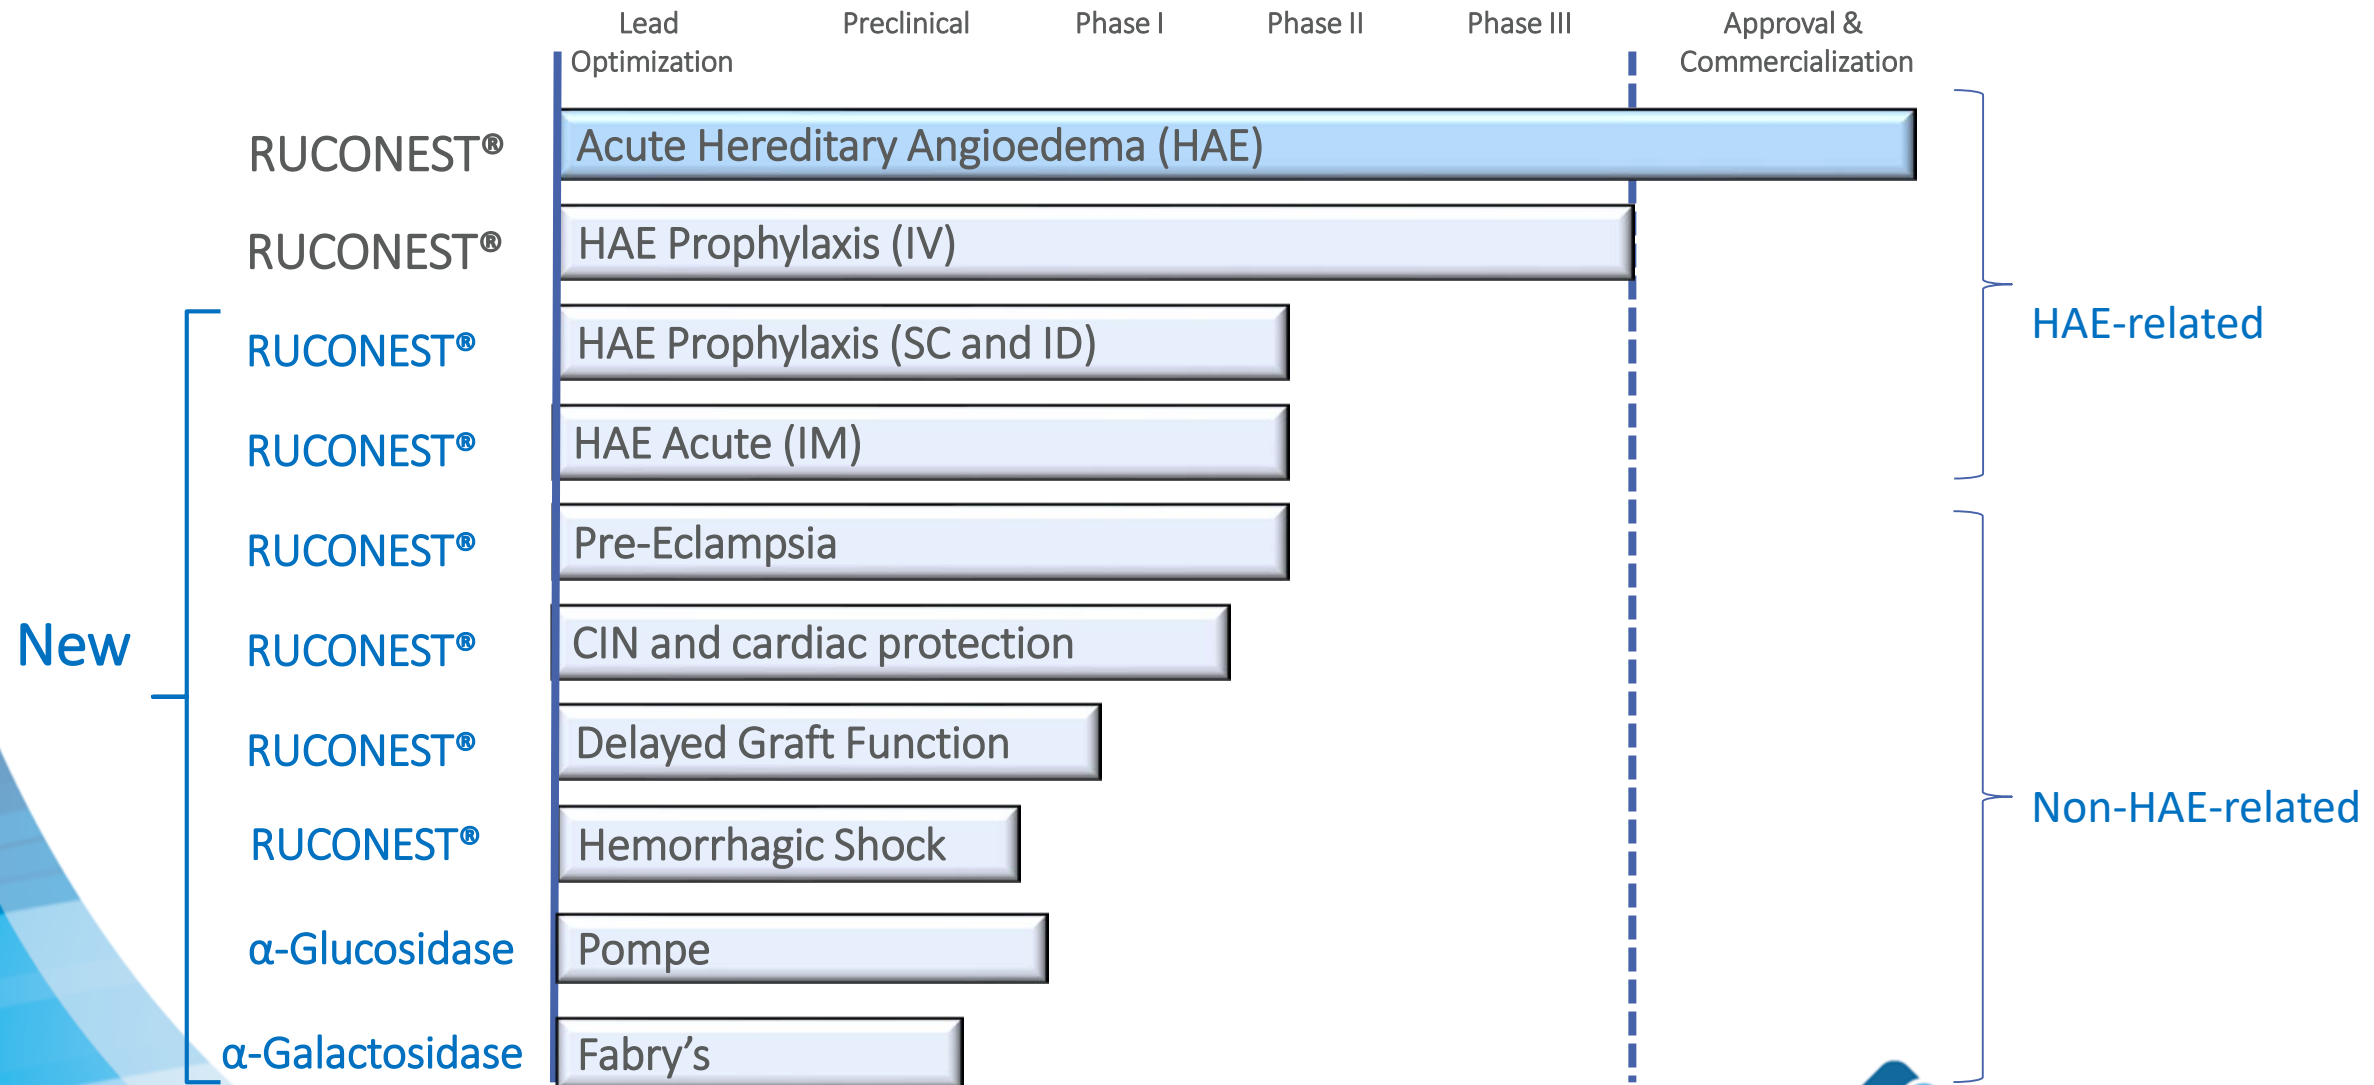 Lead Optimization
Preclinical
Phase I
Phase II
Phase III
Approval & Commercialization
RUCONEST®
Acute Hereditary Angioedema (HAE)
RUCONEST®
HAE Prophylaxis (IV)
RUCONEST®
HAE Prophylaxis (SC and ID)
HAE-related
RUCONEST®
HAE Acute (IM)
RUCONEST®
Pre-Eclampsia
New
RUCONEST®
CIN and cardiac protection
RUCONEST®
Delayed Graft Function
Non-HAE-related
RUCONEST®
Hemorrhagic Shock
α-Glucosidase
Pompe
α-Galactosidase
Fabry’s